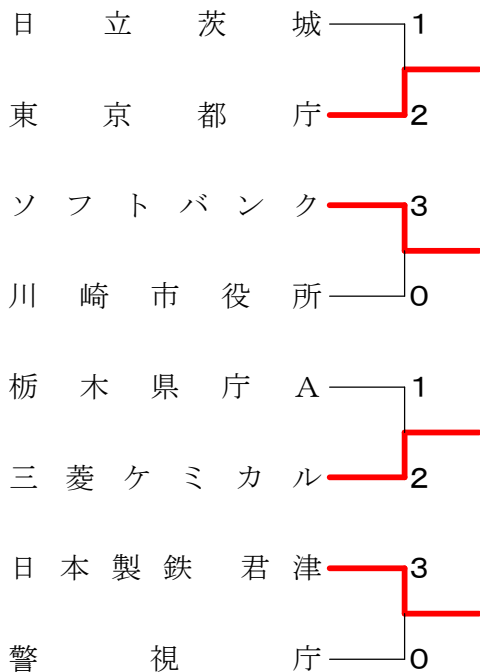 日立茨城 1
東京都庁 2
ソフトバンク 3
川崎市役所 0
栃木県庁A 1
三菱ケミカル 2
日本製鉄 君津 3
警視庁 0